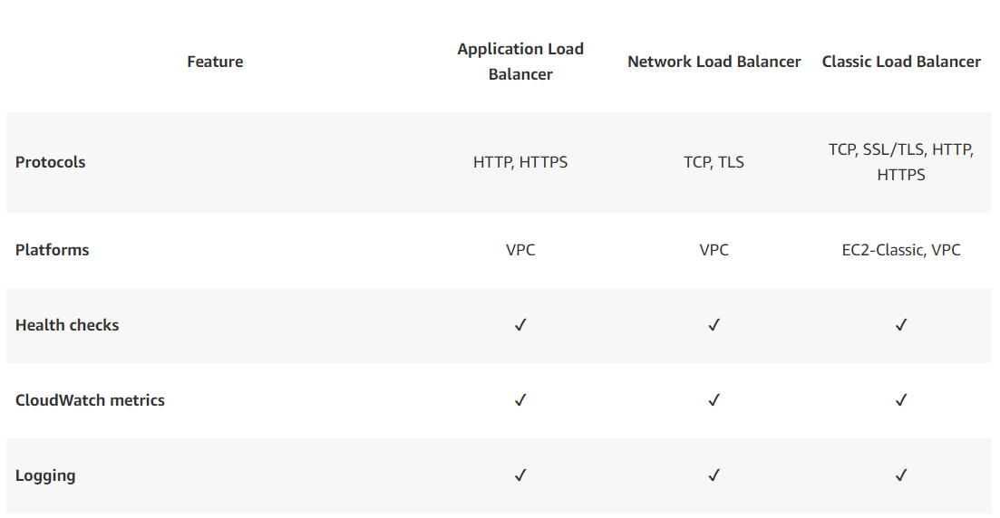 Feature
Application Load
Balancer
Network Load Balancer
Classic Load Balancer
Protocols
HTTP, HTTPS
TCP, TLS
TCP, SSL/TLS, HTTP,
HTTPS
Platforms
VPC
VPC
EC2-Classic, VPC
Health checks
✓
✓
✓
CloudWatch metrics
✓
✓
✓
Logging
✓
✓
✓